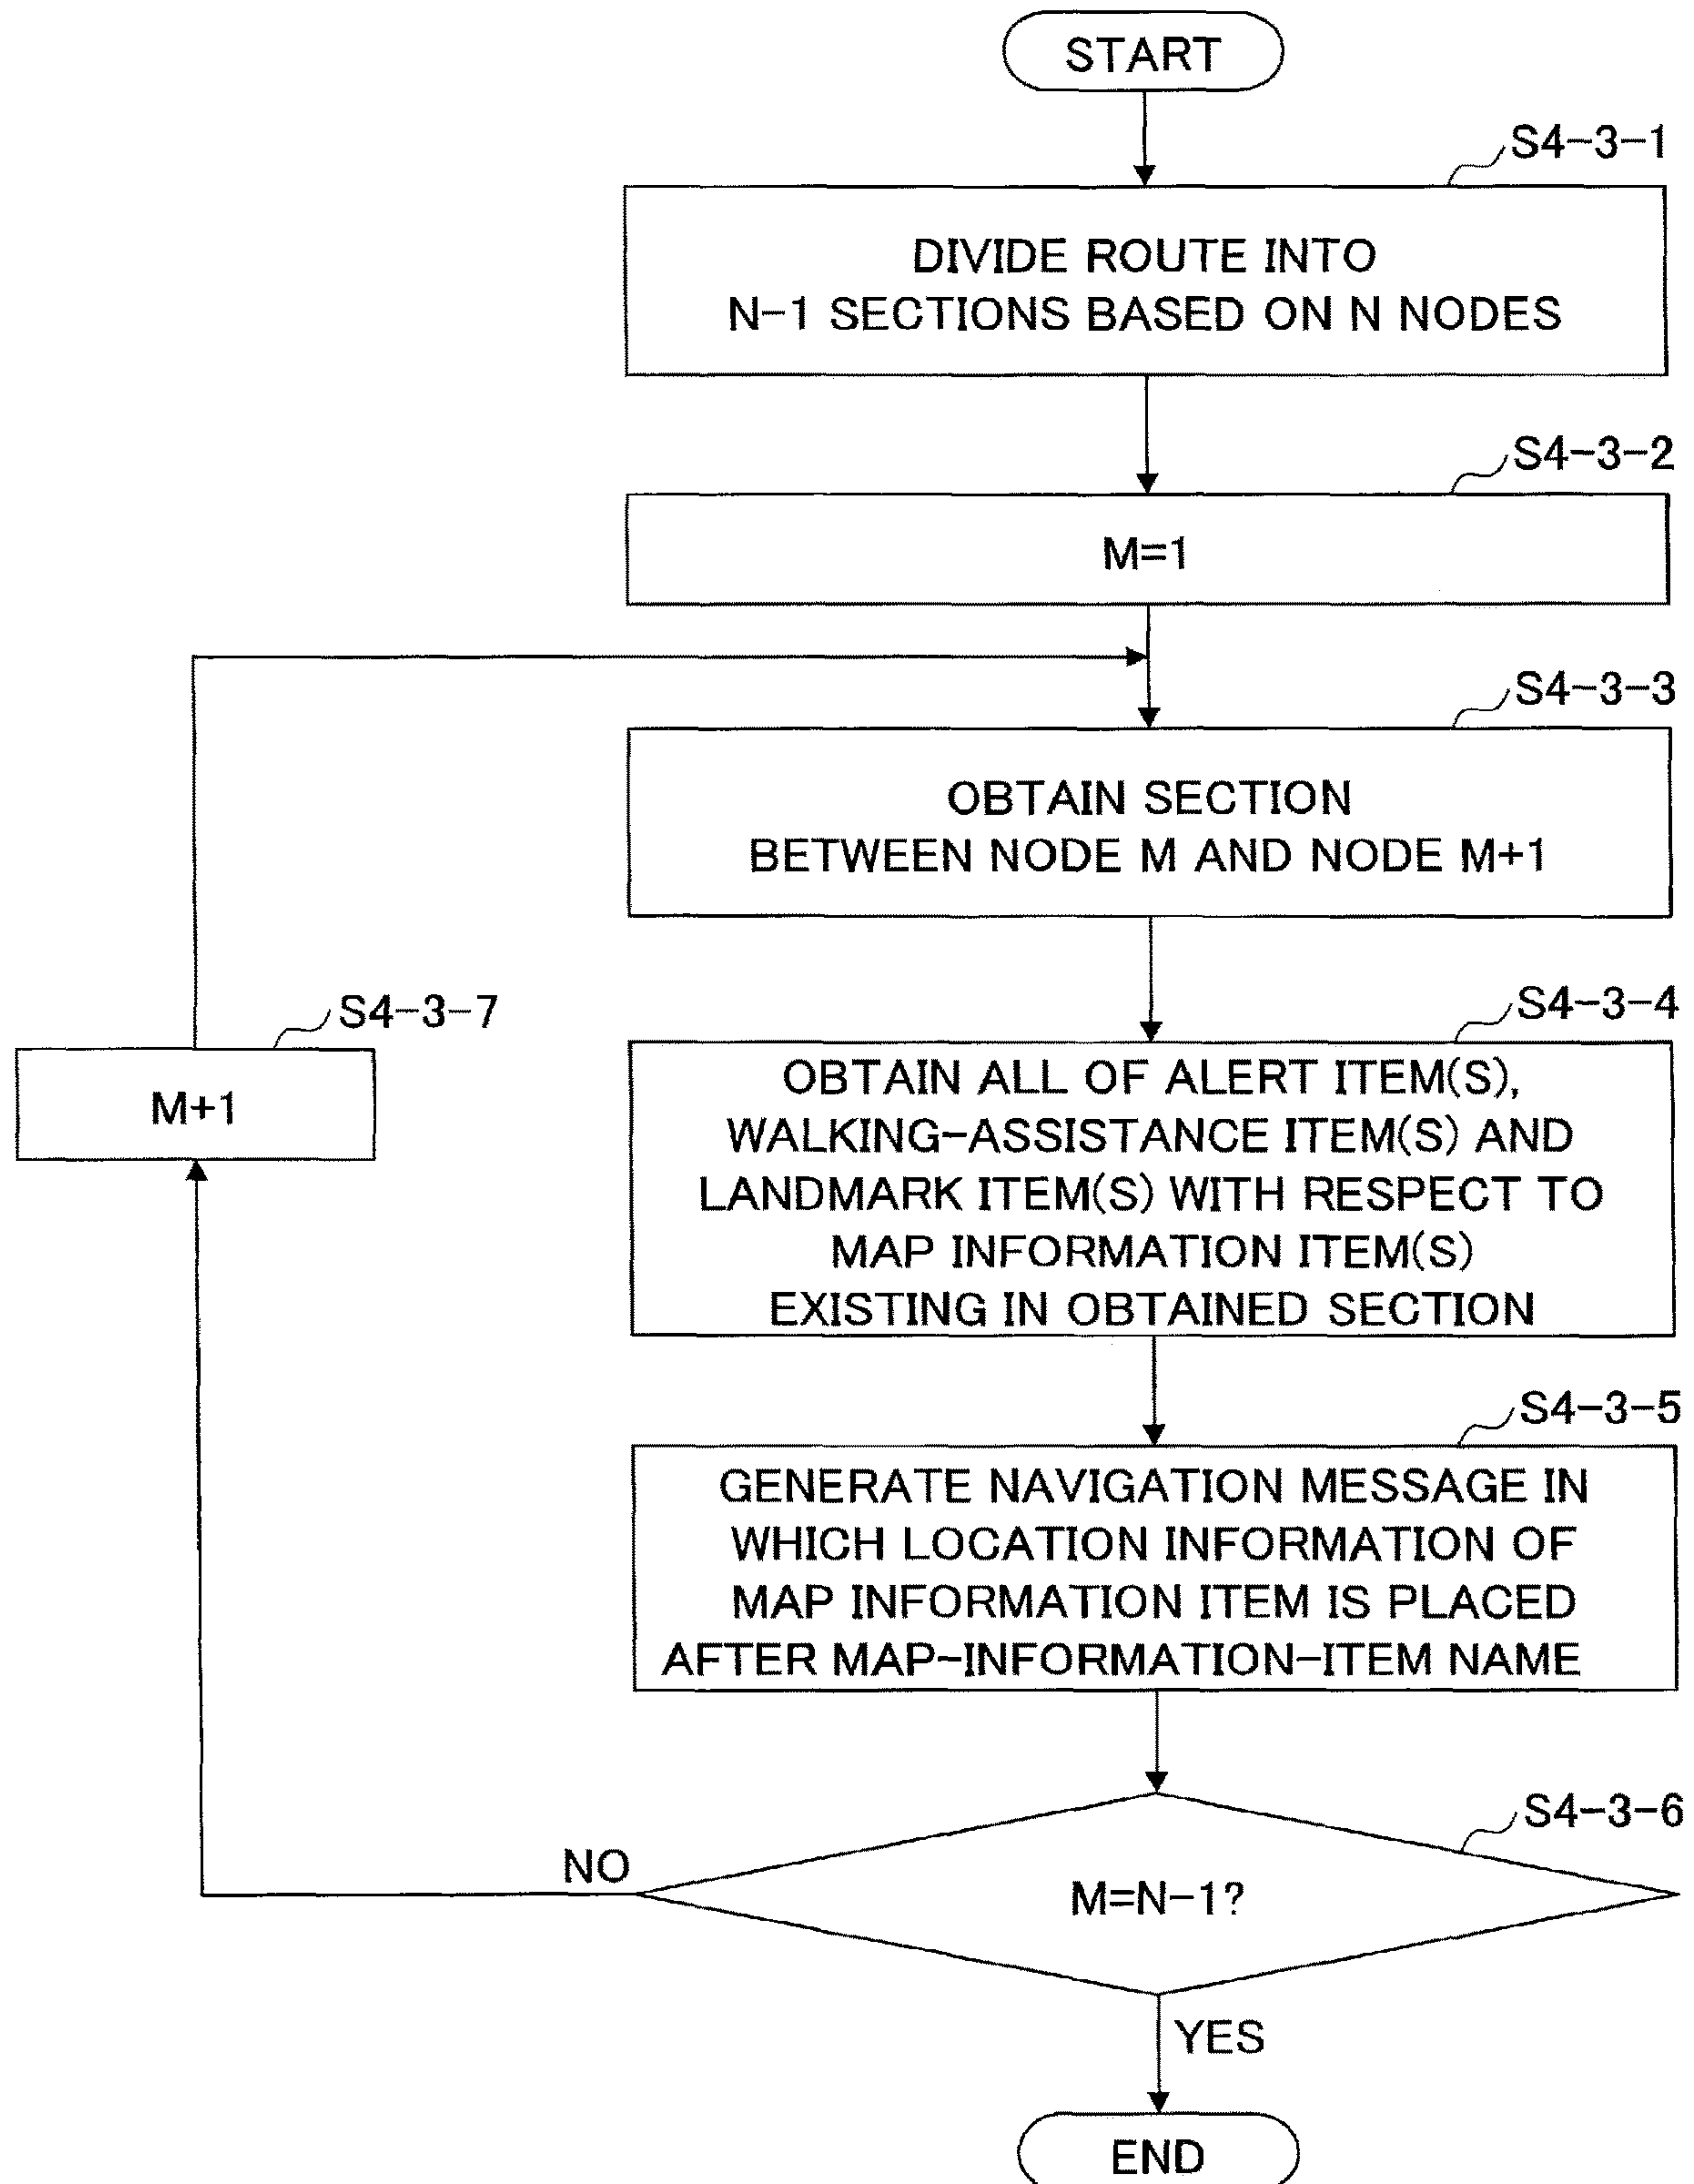 START
S4-3-1
DIVIDE ROUTE INTO
N-1 SECTIONS BASED ON N NODES
S4-3-2
M=1
S4-3-3
OBTAIN SECTION
BETWEEN NODE M AND NODE M+1
S4-3-7
M+1
S4-3-4
OBTAIN ALL OF ALERT ITEM(S),
WALKING-ASSISTANCE ITEM(S) AND
LANDMARK ITEM(S) WITH RESPECT TO
MAP INFORMATION ITEM(S)
EXISTING IN OBTAINED SECTION
S4-3-5
GENERATE NAVIGATION MESSAGE IN
WHICH LOCATION INFORMATION OF
MAP INFORMATION ITEM IS PLACED
AFTER MAP-INFORMATION-ITEM NAME
S4-3-6
NO
M=N-1?
YES
END